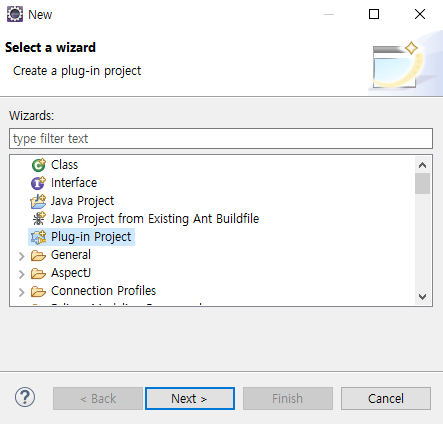 New
Select a wizard
Create a plug-in project
Wizards:
type filter text
Class
Interface
Java Project
Java Project from Existing Ant Buildfile
Plug-in Project
General
AspectJ
Connection Profiles
? < Back Next > Finish Cancel